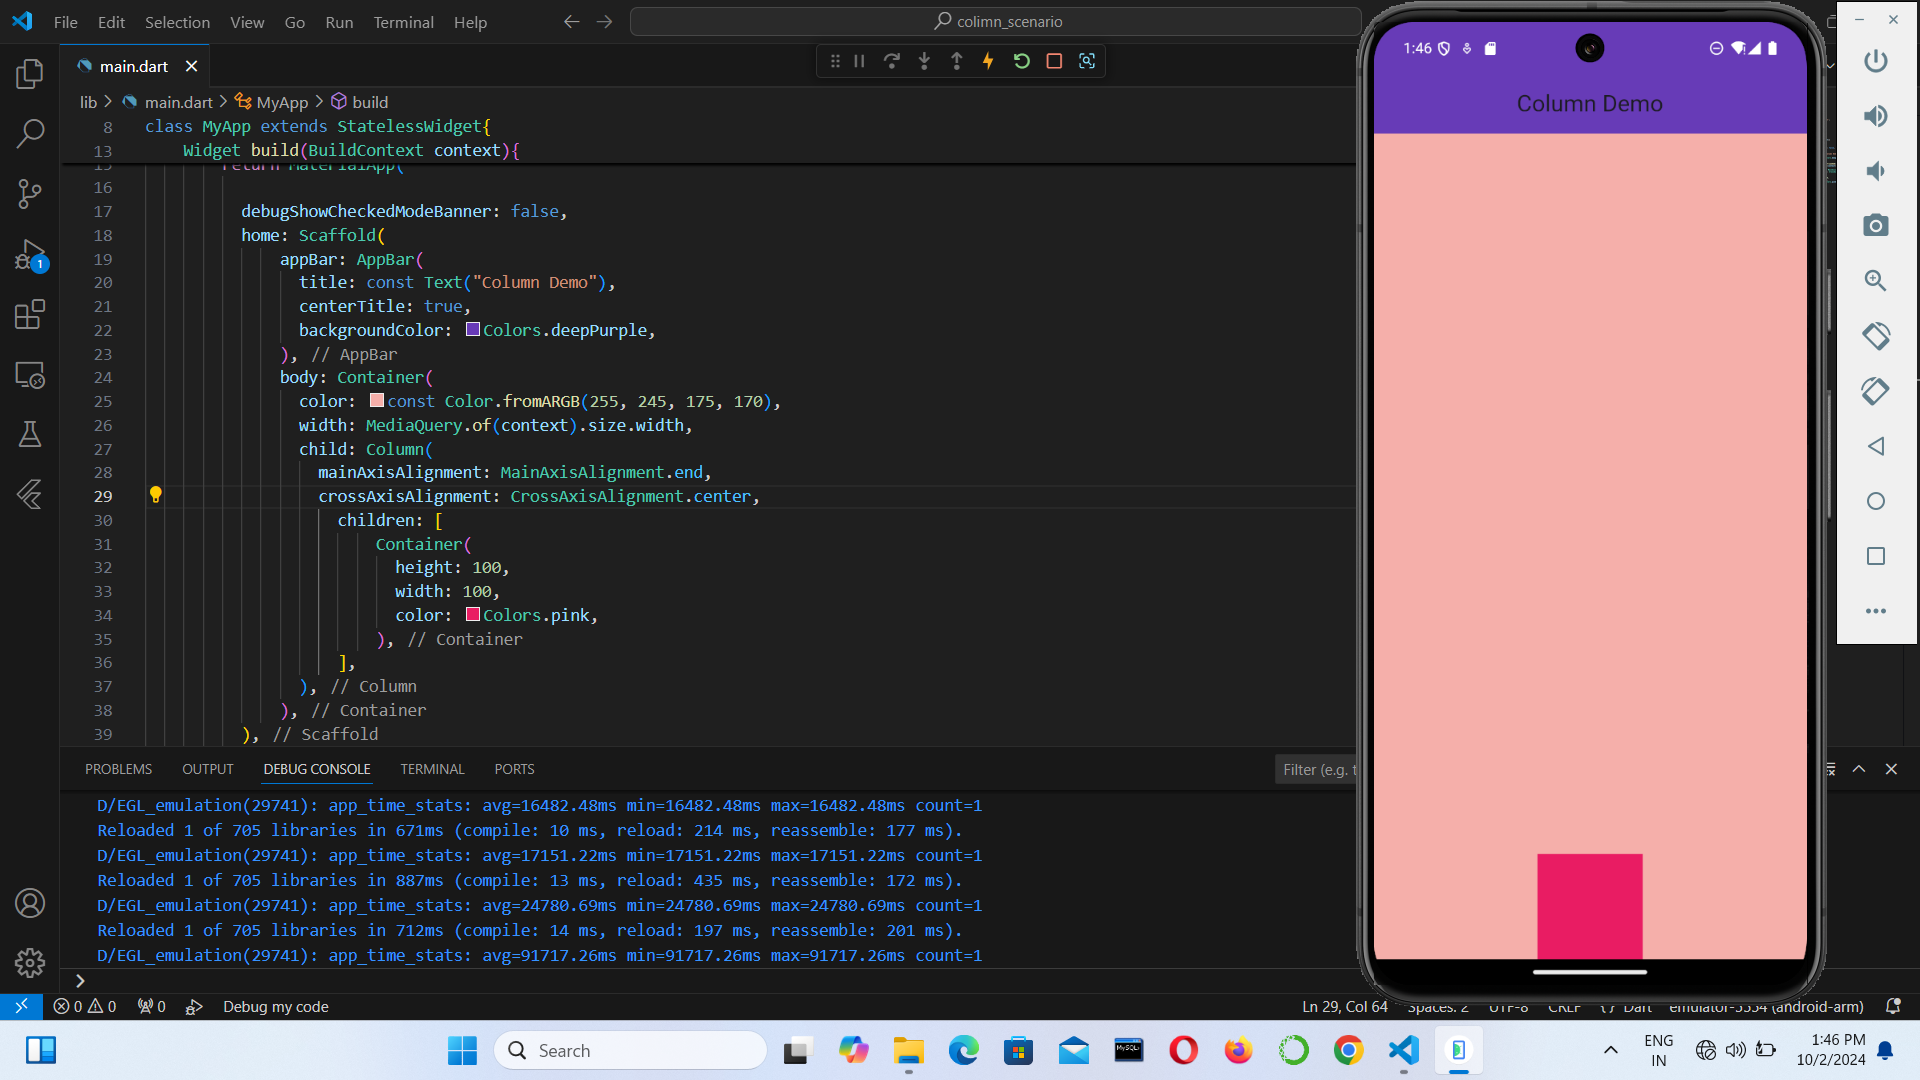 File Edit Selection View Go Run Terminal Help
colimn_scenario
main.dart
lib > main.dart > MyApp > build
8 class MyApp extends StatelessWidget{
13 Widget build(BuildContext context){
15 return MaterialApp(
16
17 debugShowCheckedModeBanner: false,
18 home: Scaffold(
19 appBar: AppBar(
20 title: const Text("Column Demo"),
21 centerTitle: true,
22 backgroundColor: Colors.deepPurple,
23 ), // AppBar
24 body: Container(
25 color: const Color.fromARGB(255, 245, 175, 170),
26 width: MediaQuery.of(context).size.width,
27 child: Column(
28 mainAxisAlignment: MainAxisAlignment.end,
29 crossAxisAlignment: CrossAxisAlignment.center,
30 children: [
31 Container(
32 height: 100,
33 width: 100,
34 color: Colors.pink,
35 ), // Container
36 ],
37 ), // Column
38 ), // Container
39 ), // Scaffold
1
PROBLEMS OUTPUT DEBUG CONSOLE TERMINAL PORTS
Filter (e.g. t
D/EGL_emulation(29741): app_time_stats: avg=16482.48ms min=16482.48ms max=16482.48ms count=1
Reloaded 1 of 705 libraries in 671ms (compile: 10 ms, reload: 214 ms, reassemble: 177 ms).
D/EGL_emulation(29741): app_time_stats: avg=17151.22ms min=17151.22ms max=17151.22ms count=1
Reloaded 1 of 705 libraries in 887ms (compile: 13 ms, reload: 435 ms, reassemble: 172 ms).
D/EGL_emulation(29741): app_time_stats: avg=24780.69ms min=24780.69ms max=24780.69ms count=1
Reloaded 1 of 705 libraries in 712ms (compile: 14 ms, reload: 197 ms, reassemble: 201 ms).
D/EGL_emulation(29741): app_time_stats: avg=91717.26ms min=91717.26ms max=91717.26ms count=1
>
0 0 0 Debug my code
Ln 29, Col 64 Spaces: 2 UTF-8 CRLF {} Dart emulator-5554 (android-arm)
1:46
Column Demo
Search
MySQL
ENG
IN
1:46 PM
10/2/2024